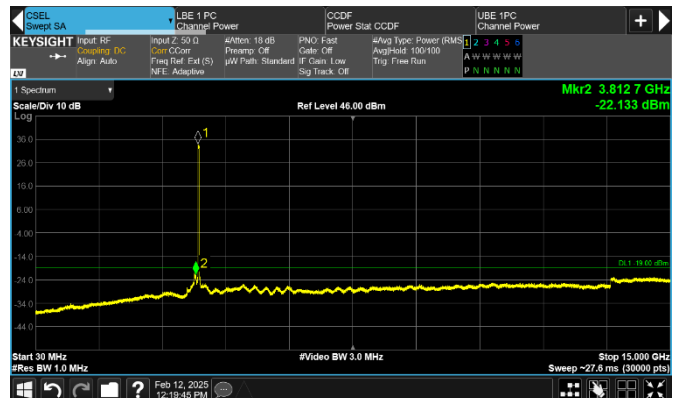 CSEL
Swept SA
LBE 1 PC
Channel Power
CCDF
Power Stat CCDF
UBE 1PC
Channel Power
+
KEYSIGHT
Input: RF
Coupling: DC
Align: Auto
Input Z: 50 Ω
Corr CCorr
Freq Ref: Ext (S)
NFE: Adaptive
#Atten: 18 dB
Preamp: Off
µW Path: Standard
PNO: Fast
Gate: Off
IF Gain: Low
Sig Track: Off
#Avg Type: Power (RMS
Avg|Hold: 100/100
Trig: Free Run
1 2 3 4 5 6
A W W W W W
P N N N N N
LXI
1 Spectrum
Mkr2 3.812 7 GHz
-22.133 dBm
Scale/Div 10 dB
Ref Level 46.00 dBm
Log
36.0
26.0
16.0
6.00
-4.00
-14.0
-24.0
-34.0
-44.0
1
2
DL1 -19.00 dBm
Start 30 MHz
#Video BW 3.0 MHz
Stop 15.000 GHz
#Res BW 1.0 MHz
Sweep ~27.6 ms (30000 pts)
?
Feb 12, 2025
12:19:45 PM